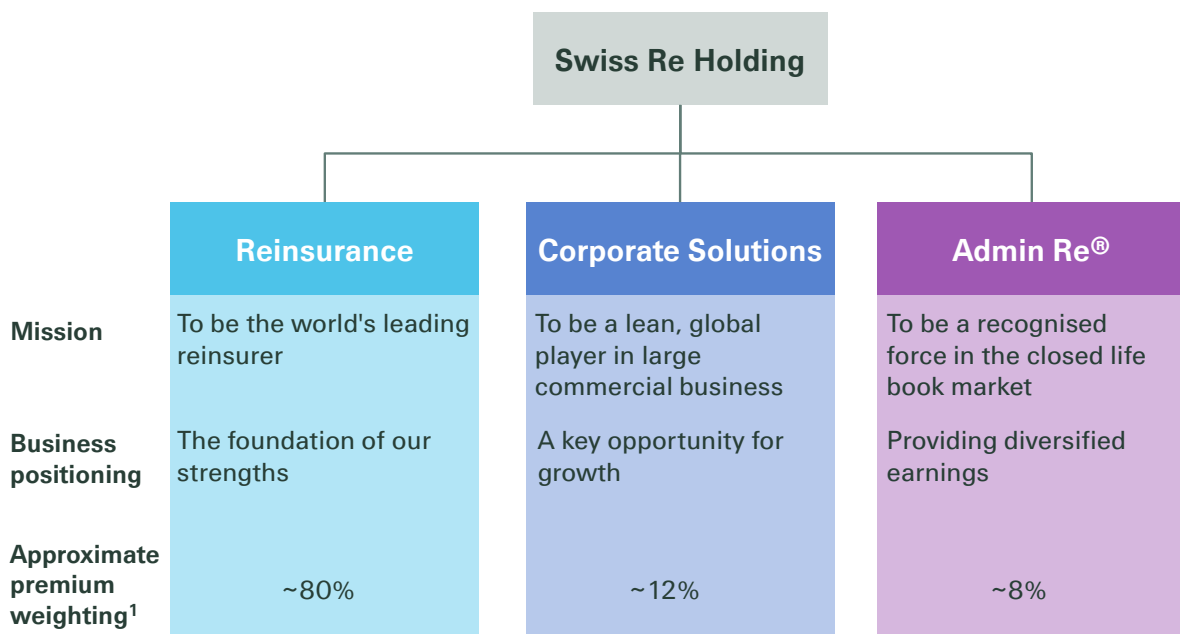 Swiss Re Holding
Reinsurance
Corporate Solutions
Admin Re®
Mission
To be the world's leading
reinsurer
To be a lean, global
player in large
commercial business
To be a recognised
force in the closed life
book market
Business
positioning
The foundation of our
strengths
A key opportunity for
growth
Providing diversified
earnings
Approximate
premium
weighting1
~80%
~12%
~8%